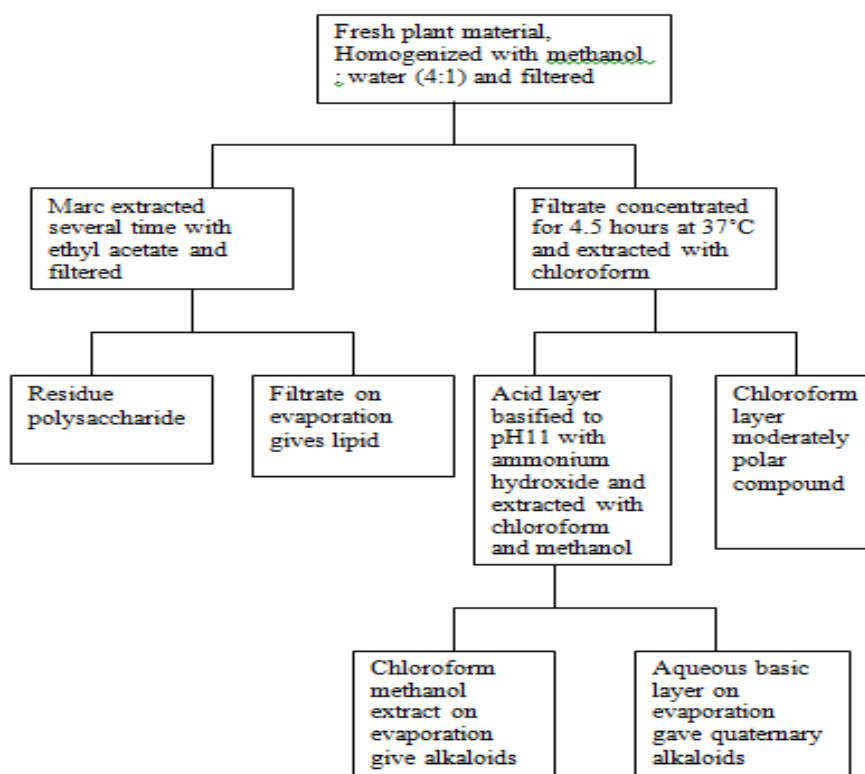 Fresh plant material,
Homogenized with methanol
: water (4:1) and filtered
Marc extracted
several time with
ethyl acetate and
filtered
Filtrate concentrated
for 4.5 hours at 37°C
and extracted with
chloroform
Residue
polysaccharide
Filtrate on
evaporation
gives lipid
Acid layer
basified to
pH11 with
ammonium
hydroxide and
extracted with
chloroform
and methanol
Chloroform
layer
moderately
polar
compound
Chloroform
methanol
extract on
evaporation
give alkaloids
Aqueous basic
layer on
evaporation
gave quaternary
alkaloids